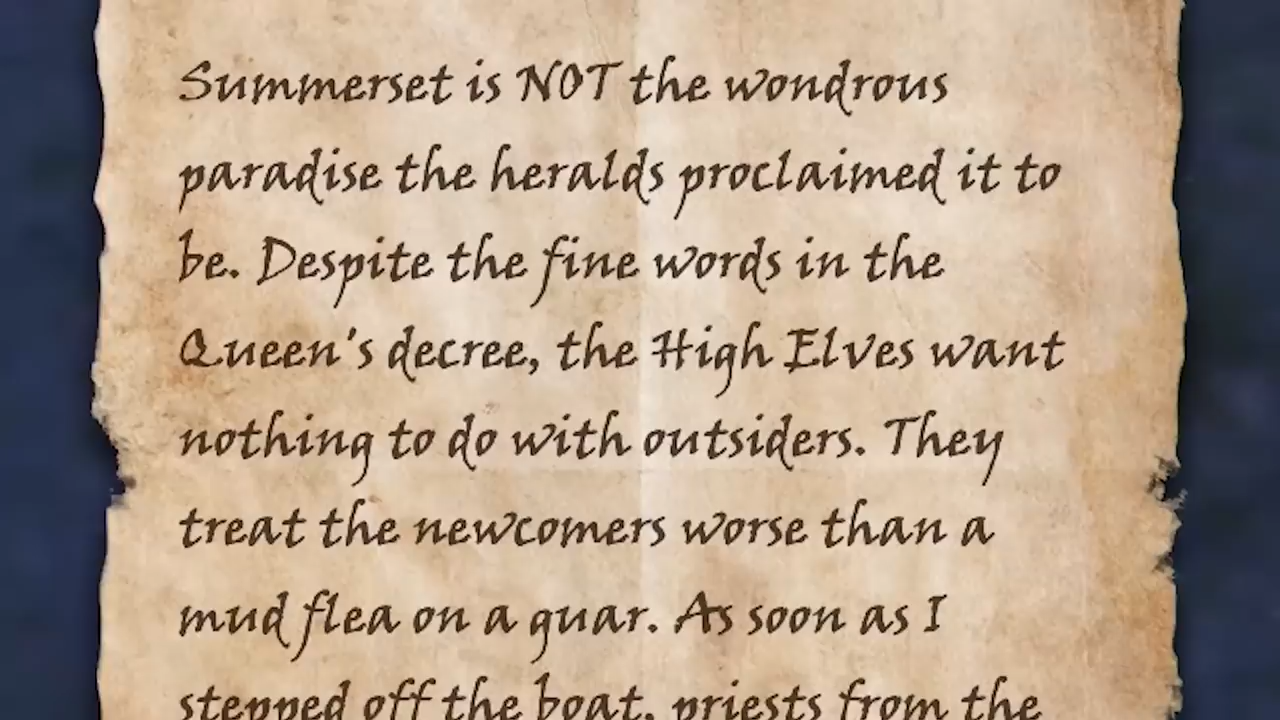 Summerset is NOT the wondrous
paradise the heralds proclaimed it to
be. Despite the fine words in the
Queen's decree, the High Elves want
nothing to do with outsiders. They
treat the newcomers worse than a
mud flea on a guar. As soon as I
stepped off the boat, priests from the